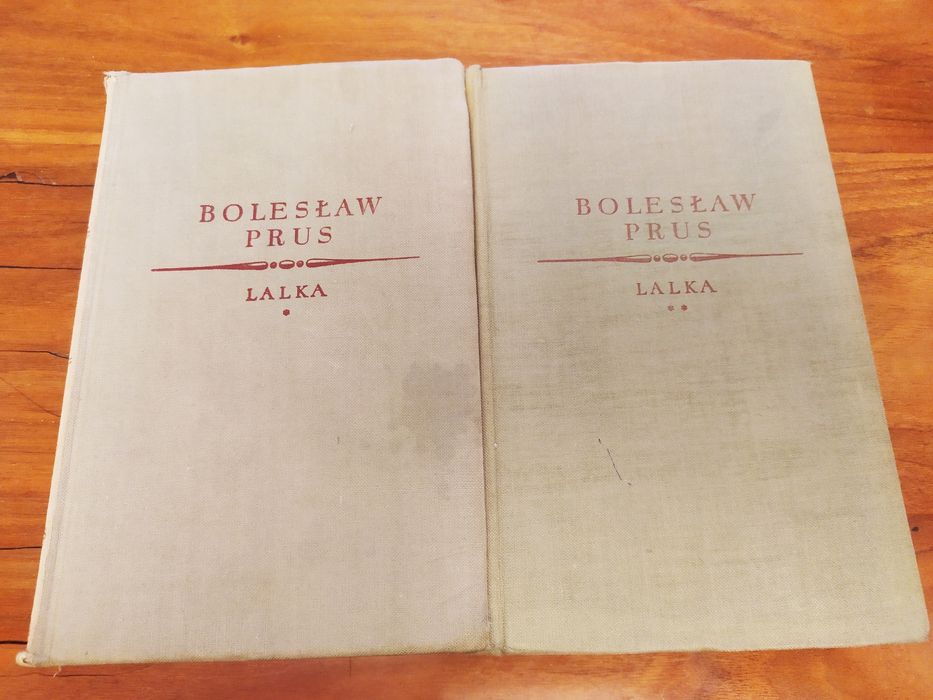 BOLESŁAW
PRUS
LALKA
*
BOLESŁAW
PRUS
LALKA
**